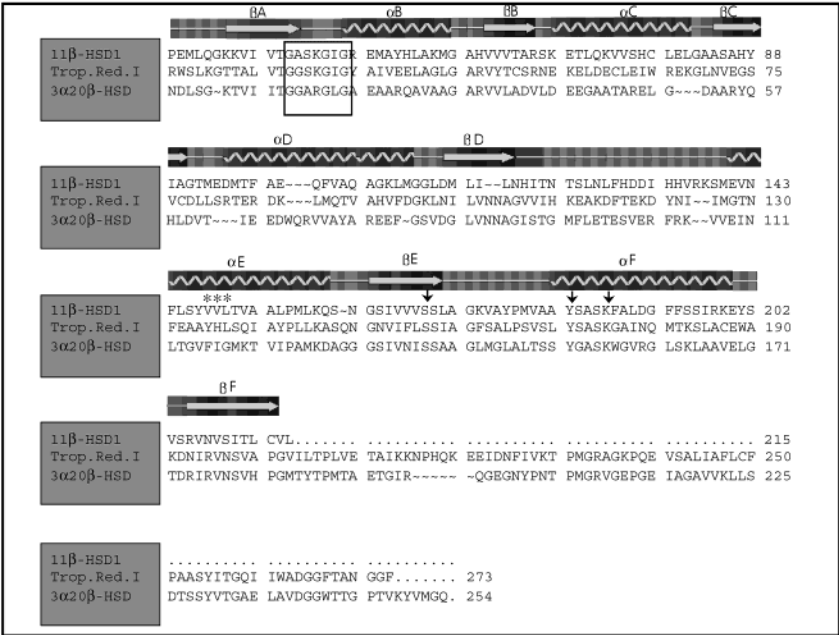 βA αB βB αC βC
11β-HSD1 PEMLQGKKVI VTGASKGIGR EMAYHLAKMG AHVVVTARSK ETLQKVVSHC LELGAASAHY 88
Trop.Red.I RWSLKGTTAL VTGGSKGIGY AIVEELAGLG ARVYTCSRNE KELDECLEIW REKGLNVEGS 75
3α20β-HSD NDLSG~KTVI ITGGARGLGA EAARQAVAAG ARVVLADVLD EEGAATAREL G~~~DAARYQ 57
αD βD
11β-HSD1 IAGTMEDMTF AE~~~QFVAQ AGKLMGGLDM LI~~LNHITN TSLNLFHDDI HHVRKSMEVN 143
Trop.Red.I VCDLLSRTER DK~~~LMQTV AHVFDGKLNI LVNNAGVVIH KEAKDFTEKD YNI~~IMGTN 130
3α20β-HSD HLDVT~~~IE EDWQRVVAYA REEF~GSVDG LVNNAGISTG MFLETESVER FRK~~VVEIN 111
αE βE αF
***
11β-HSD1 FLSYVVLTVA ALPMLKQS~N GSIVVVSSLA GKVAYPMVAA YSASKFALDG FFSSIRKEYS 202
Trop.Red.I FEAAYHLSQI AYPLLKASQN GNVIFLSSIA GFSALPSVSL YSASKGAINQ MTKSLACEWA 190
3α20β-HSD LTGVFIGMKT VIPAMKDAGG GSIVNISSAA GLMGLALTSS YGASKWGVRG LSKLAAVELG 171
βF
11β-HSD1 VSRVNVSITL CVL....... .......... .......... .......... .......... 215
Trop.Red.I KDNIRVNSVA PGVILTPLVE TAIKKNPHQK EEIDNFIVKT PMGRAGKPQE VSALIAFLCF 250
3α20β-HSD TDRIRVNSVH PGMTYTPMTA ETGIR~~~~~ ~QGEGNYPNT PMGRVGEPGE IAGAVVKLLS 225
11β-HSD1 .......... .......... ..........
Trop.Red.I PAASYITGQI IWADGGFTAN GGF....... 273
3α20β-HSD DTSSYVTGAE LAVDGGWTTG PTVKYVMGQ. 254